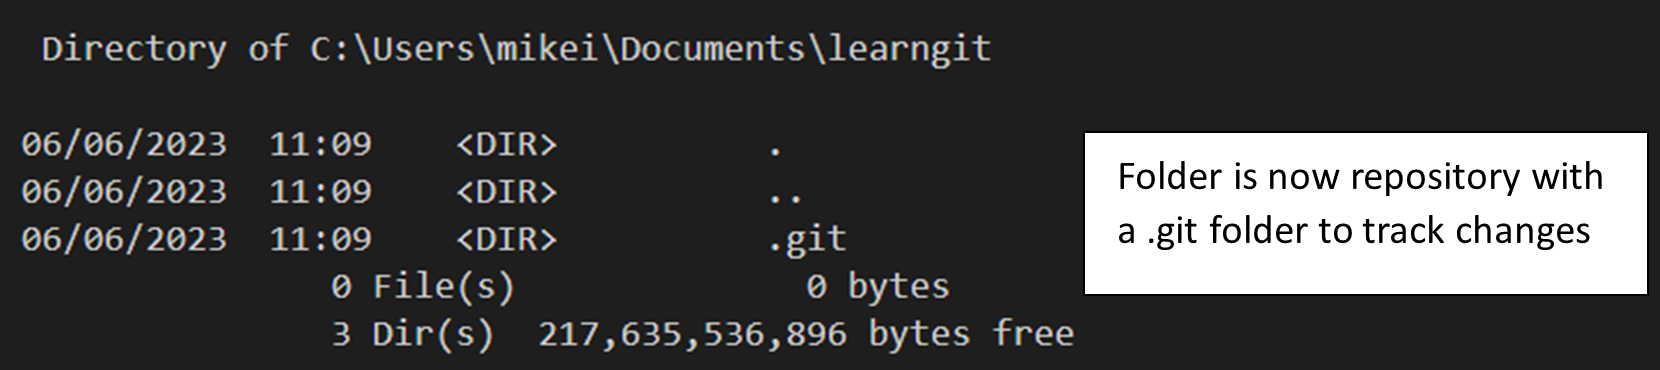 Directory of C:\Users\mikei\Documents\learngit
06/06/2023  11:09    <DIR>          .
06/06/2023  11:09    <DIR>          ..
06/06/2023  11:09    <DIR>          .git
0 File(s)              0 bytes
3 Dir(s)  217,635,536,896 bytes free
Folder is now repository with
a .git folder to track changes